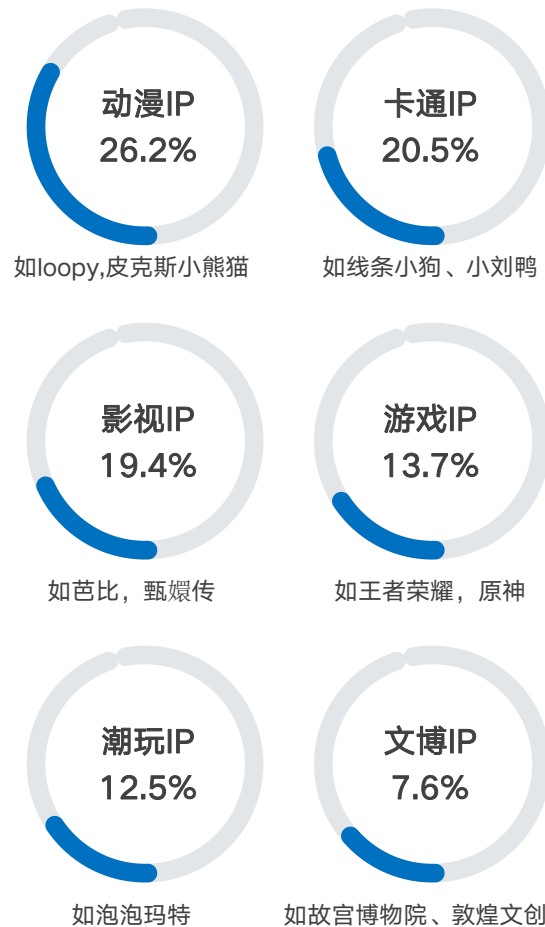 动漫IP
26.2%
如loopy,皮克斯小熊猫
卡通IP
20.5%
如线条小狗、小刘鸭
影视IP
19.4%
如芭比，甄嬛传
游戏IP
13.7%
如王者荣耀，原神
潮玩IP
12.5%
如泡泡玛特
文博IP
7.6%
如故宫博物院、敦煌文创